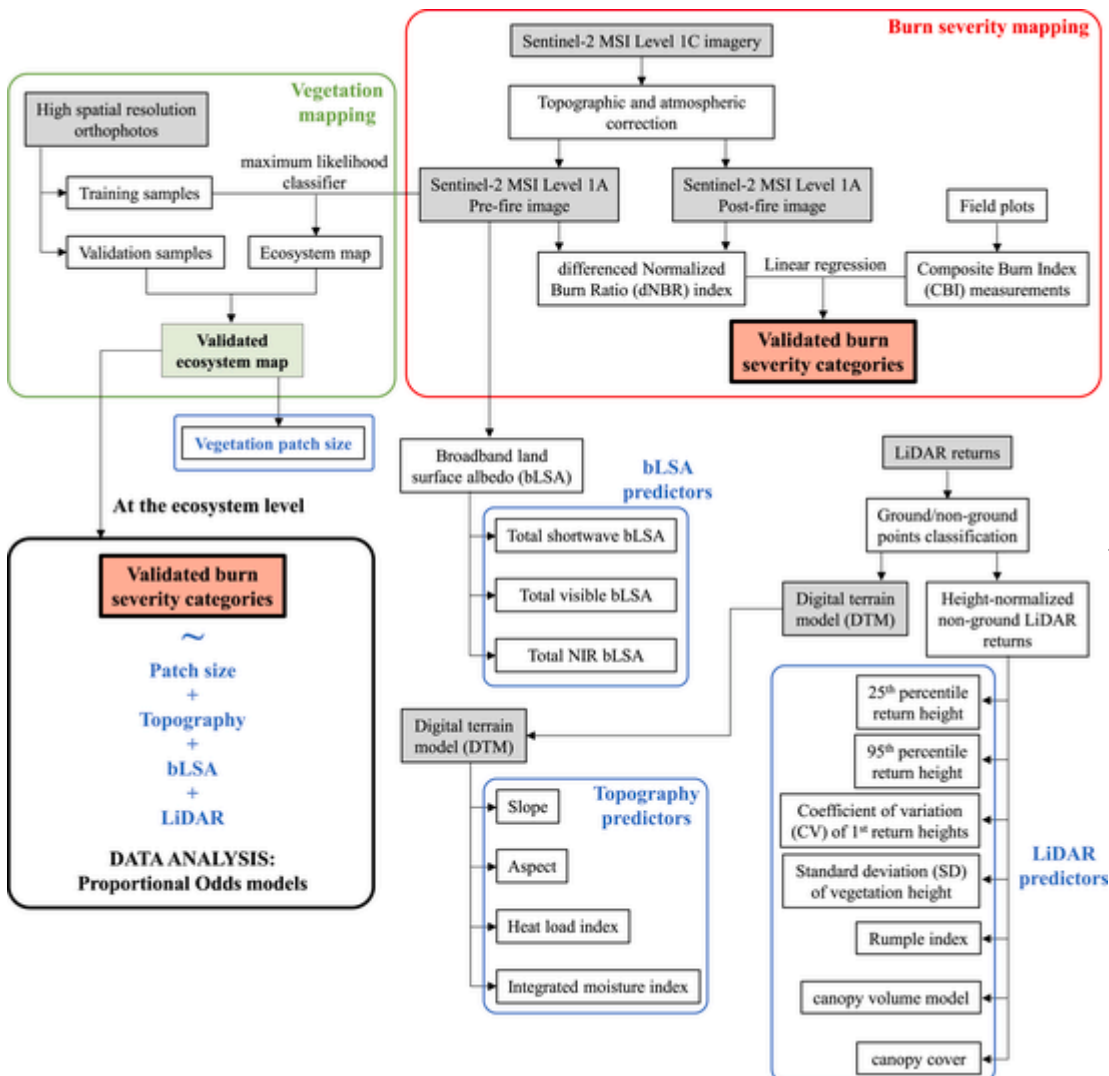 Burn severity mapping
Sentinel-2 MSI Level 1C imagery
Topographic and atmospheric
correction
Sentinel-2 MSI Level 1A
Pre-fire image
Sentinel-2 MSI Level 1A
Post-fire image
Field plots
differenced Normalized
Burn Ratio (dNBR) index
Linear regression
Composite Burn Index
(CBI) measurements
Validated burn
severity categories
Vegetation
mapping
High spatial resolution
orthophotos
maximum likelihood
classifier
Training samples
Validation samples
Ecosystem map
Validated
ecosystem map
Vegetation patch size
At the ecosystem level
Validated burn
severity categories
~
Patch size
+
Topography
+
bLSA
+
LiDAR
DATA ANALYSIS:
Proportional Odds models
Broadband land
surface albedo (bLSA)
bLSA
predictors
Total shortwave bLSA
Total visible bLSA
Total NIR bLSA
Digital terrain
model (DTM)
Topography
predictors
Slope
Aspect
Heat load index
Integrated moisture index
LiDAR returns
Ground/non-ground
points classification
Digital terrain
model (DTM)
Height-normalized
non-ground LiDAR
returns
25th percentile
return height
95th percentile
return height
Coefficient of variation
(CV) of 1st return heights
Standard deviation (SD)
of vegetation height
Rumple index
canopy volume model
canopy cover
LiDAR
predictors